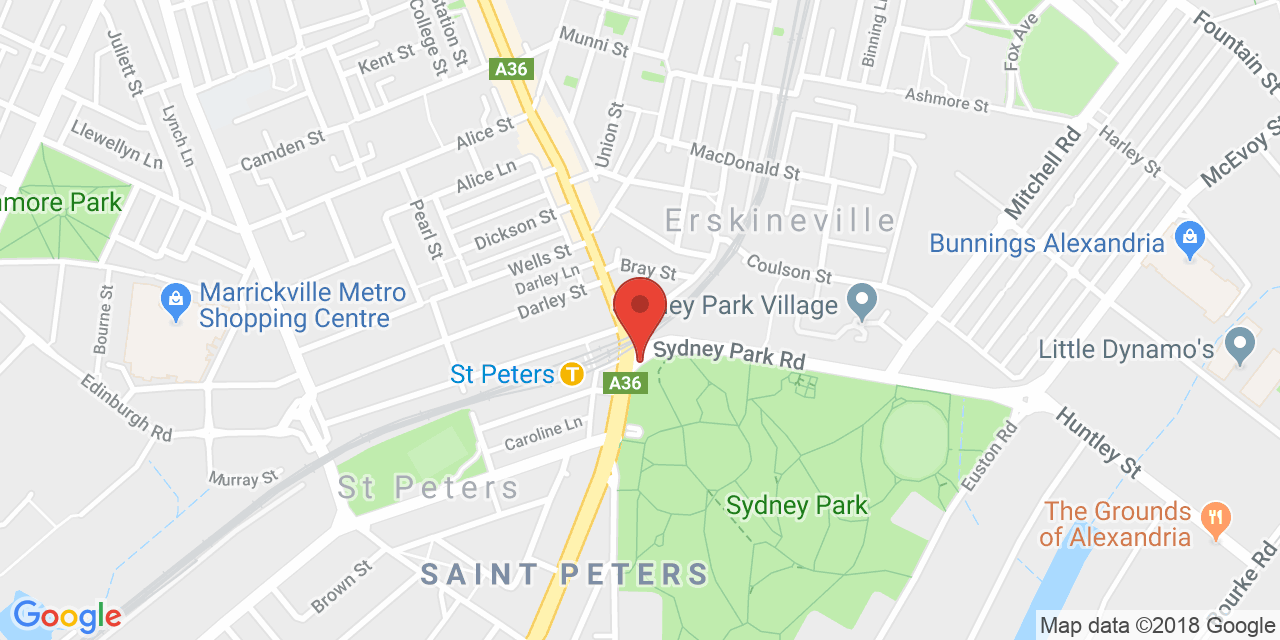 Station St
College St
Kent St
Juliett St
Lynch Ln
Llewellyn Ln
Camden St
A36
Munni St
Binning Ln
Fox Ave
Fountain St
Ashmore St
Alice St
Union St
Alice Ln
MacDonald St
Mitchell Rd
Harley St
McEvoy S
more Park
Pearl St
Dickson St
Erskineville
Wells St
Darley Ln
Darley St
Bray St
Coulson St
Bunnings Alexandria
Marrickville Metro
Shopping Centre
Bourne St
ney Park Village
Little Dynamo's
St Peters
T
A36
Sydney Park Rd
Edinburgh Rd
Caroline Ln
Murray St
St Peters
Huntley St
Euston Rd
Sydney Park
The Grounds
of Alexandria
SAINT PETERS
Brown St
Bourke Rd
Google
Map data ©2018 Google